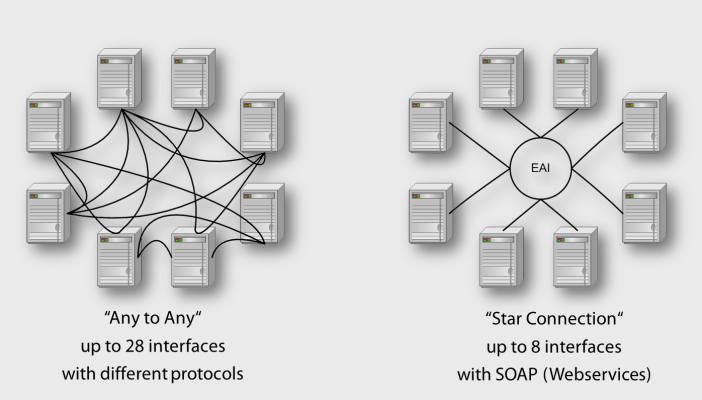 EAI
“Any to Any“
up to 28 interfaces
with different protocols
“Star Connection“
up to 8 interfaces
with SOAP (Webservices)